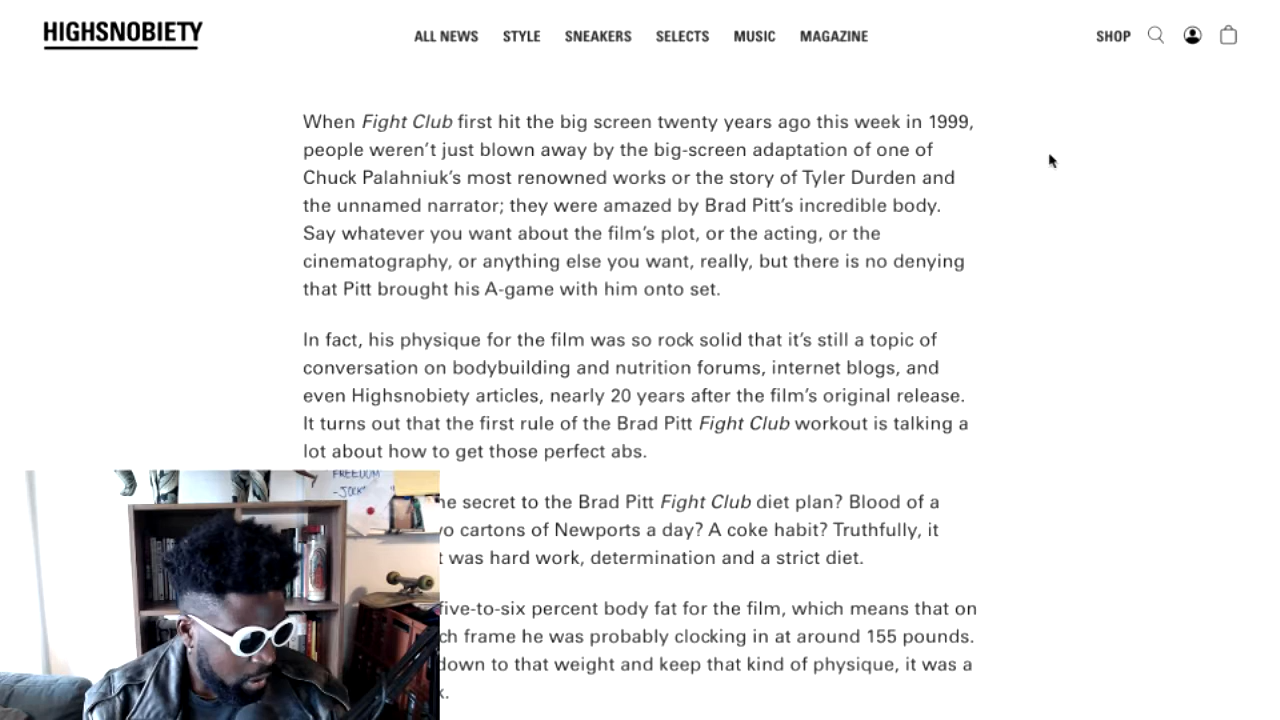 HIGHSNOBIETY
ALL NEWS STYLE SNEAKERS SELECTS MUSIC MAGAZINE
SHOP
When Fight Club first hit the big screen twenty years ago this week in 1999,
people weren’t just blown away by the big-screen adaptation of one of
Chuck Palahniuk’s most renowned works or the story of Tyler Durden and
the unnamed narrator; they were amazed by Brad Pitt’s incredible body.
Say whatever you want about the film’s plot, or the acting, or the
cinematography, or anything else you want, really, but there is no denying
that Pitt brought his A-game with him onto set.
In fact, his physique for the film was so rock solid that it’s still a topic of
conversation on bodybuilding and nutrition forums, internet blogs, and
even Highsnobiety articles, nearly 20 years after the film’s original release.
It turns out that the first rule of the Brad Pitt Fight Club workout is talking a
lot about how to get those perfect abs.
secret to the Brad Pitt Fight Club diet plan? Blood of a
cartons of Newports a day? A coke habit? Truthfully, it
was hard work, determination and a strict diet.
five-to-six percent body fat for the film, which means that on
frame he was probably clocking in at around 155 pounds.
down to that weight and keep that kind of physique, it was a
FREEDOM